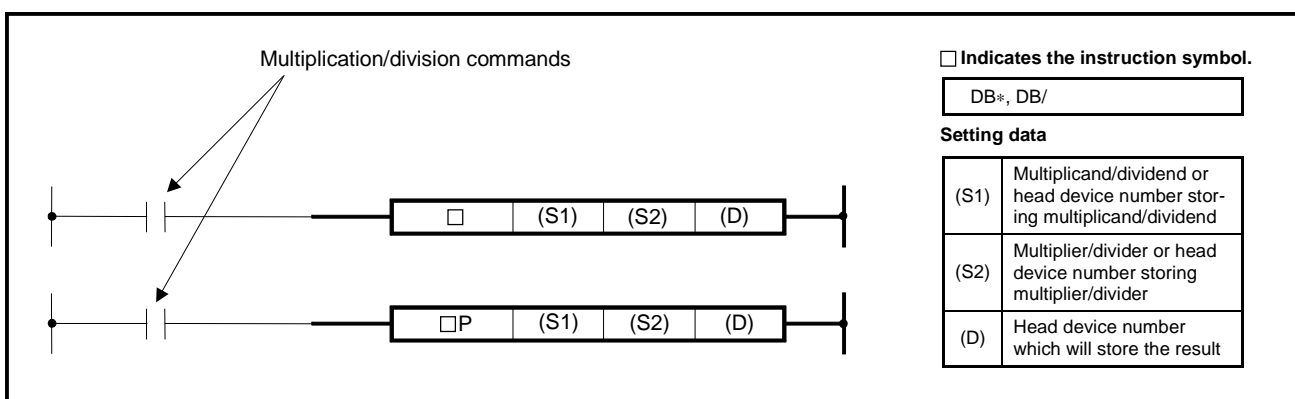 Multiplication/division commands
□ (S1) (S2) (D)
□P (S1) (S2) (D)
□ Indicates the instruction symbol.
DB*, DB/
Setting data
(S1) Multiplicand/dividend or
head device number stor-
ing multiplicand/dividend
(S2) Multiplier/divider or head
device number storing
multiplier/divider
(D) Head device number
which will store the result